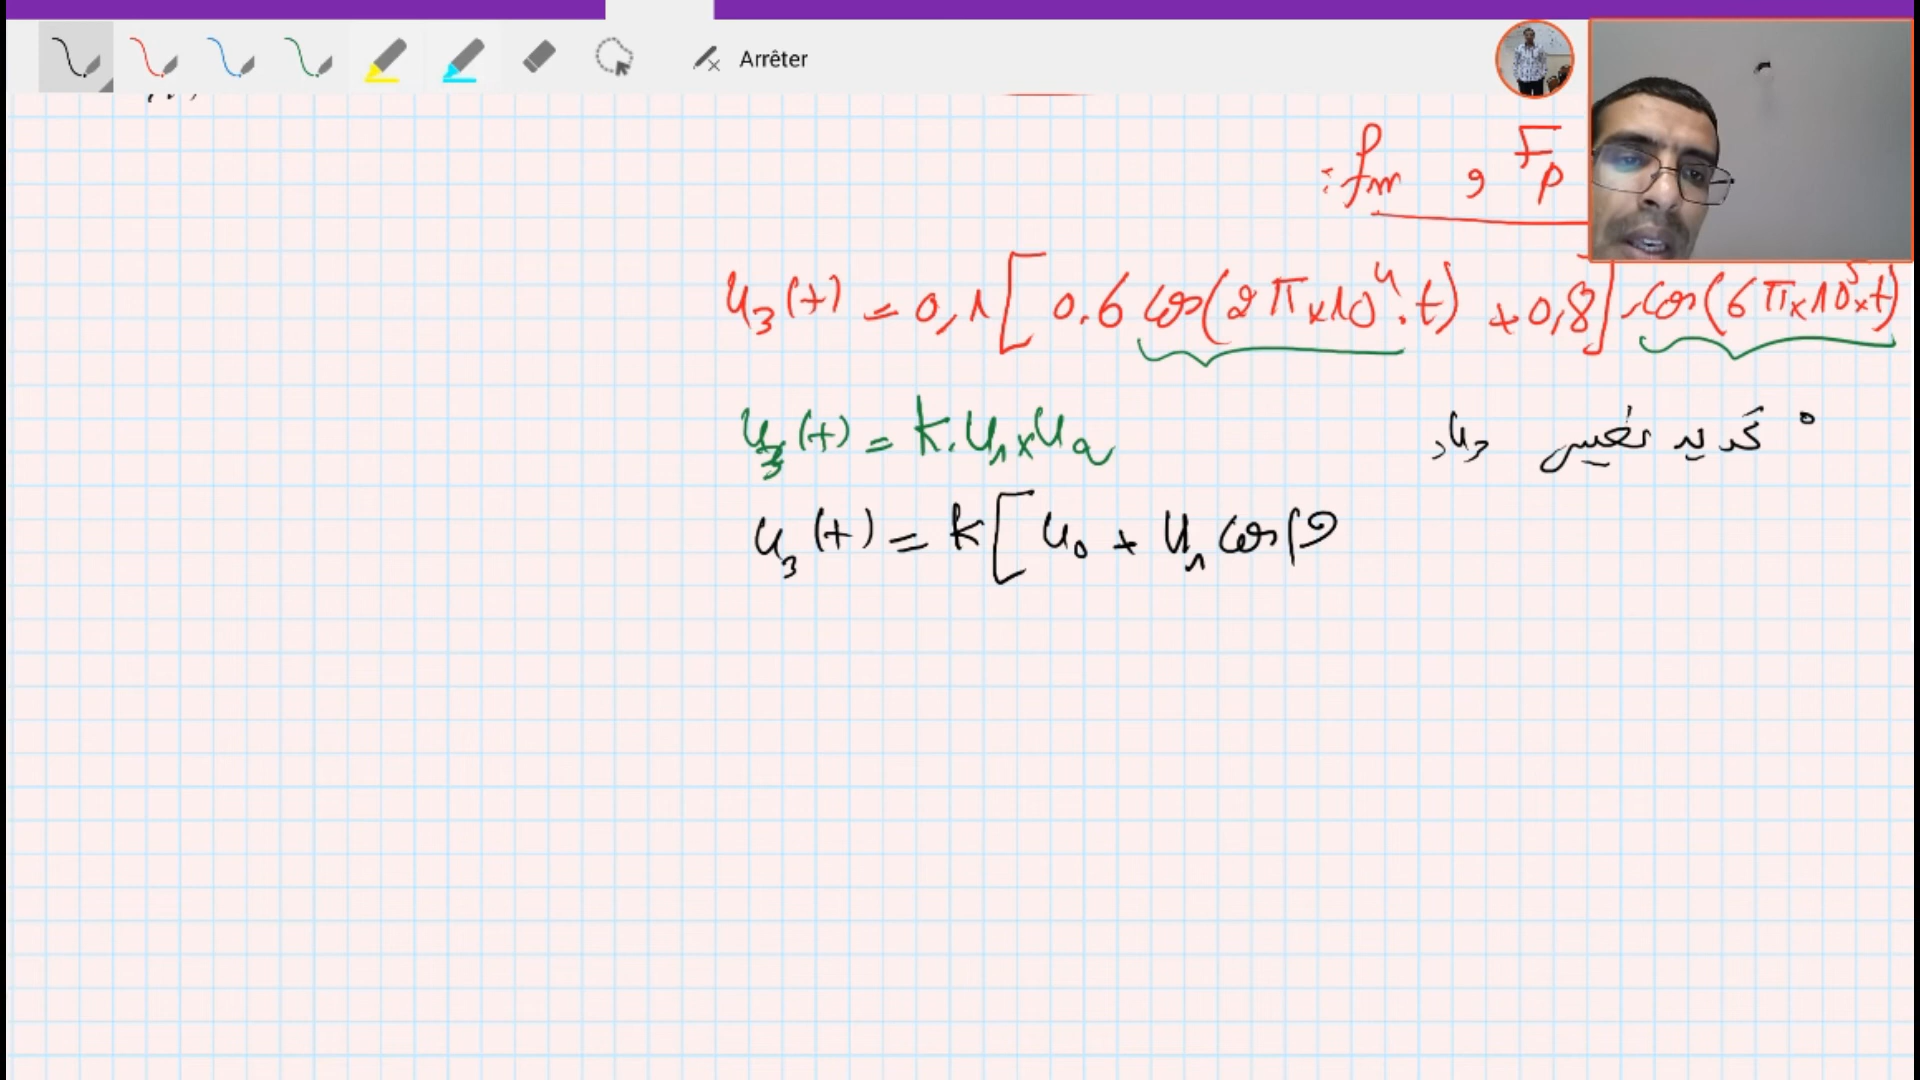 Arrêter
: fm و Fp
u₃(t) = 0,1[0.6 cos(2π×10⁴.t) + 0,8].cos(6π×10⁵×t)
u₃(t) = k.u₁×u₂
° تحديد تعبير
u₃(t) = k[U₀ + U₁ cos(2